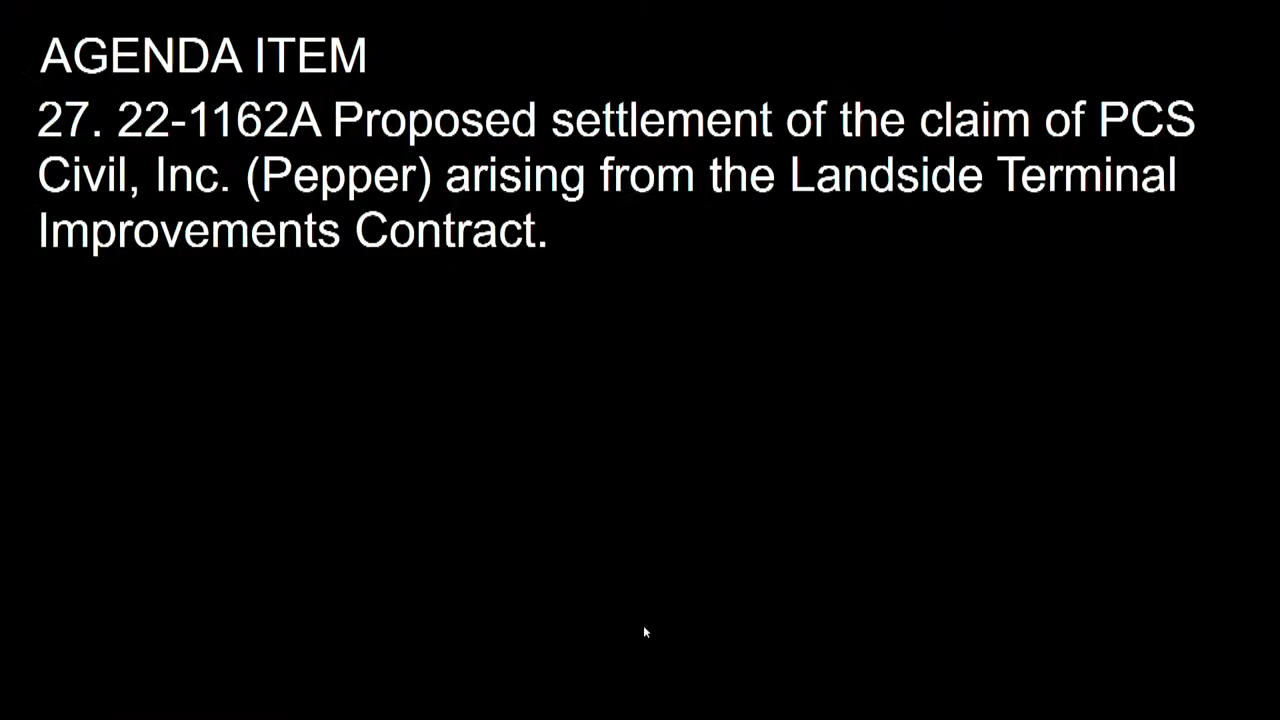 AGENDA ITEM
27. 22-1162A Proposed settlement of the claim of PCS
Civil, Inc. (Pepper) arising from the Landside Terminal
Improvements Contract.